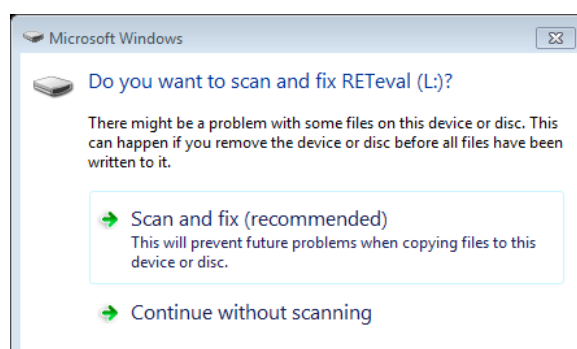 Microsoft Windows
Do you want to scan and fix RETeval (L:)?
There might be a problem with some files on this device or disc. This
can happen if you remove the device or disc before all files have been
written to it.
Scan and fix (recommended)
This will prevent future problems when copying files to this
device or disc.
Continue without scanning